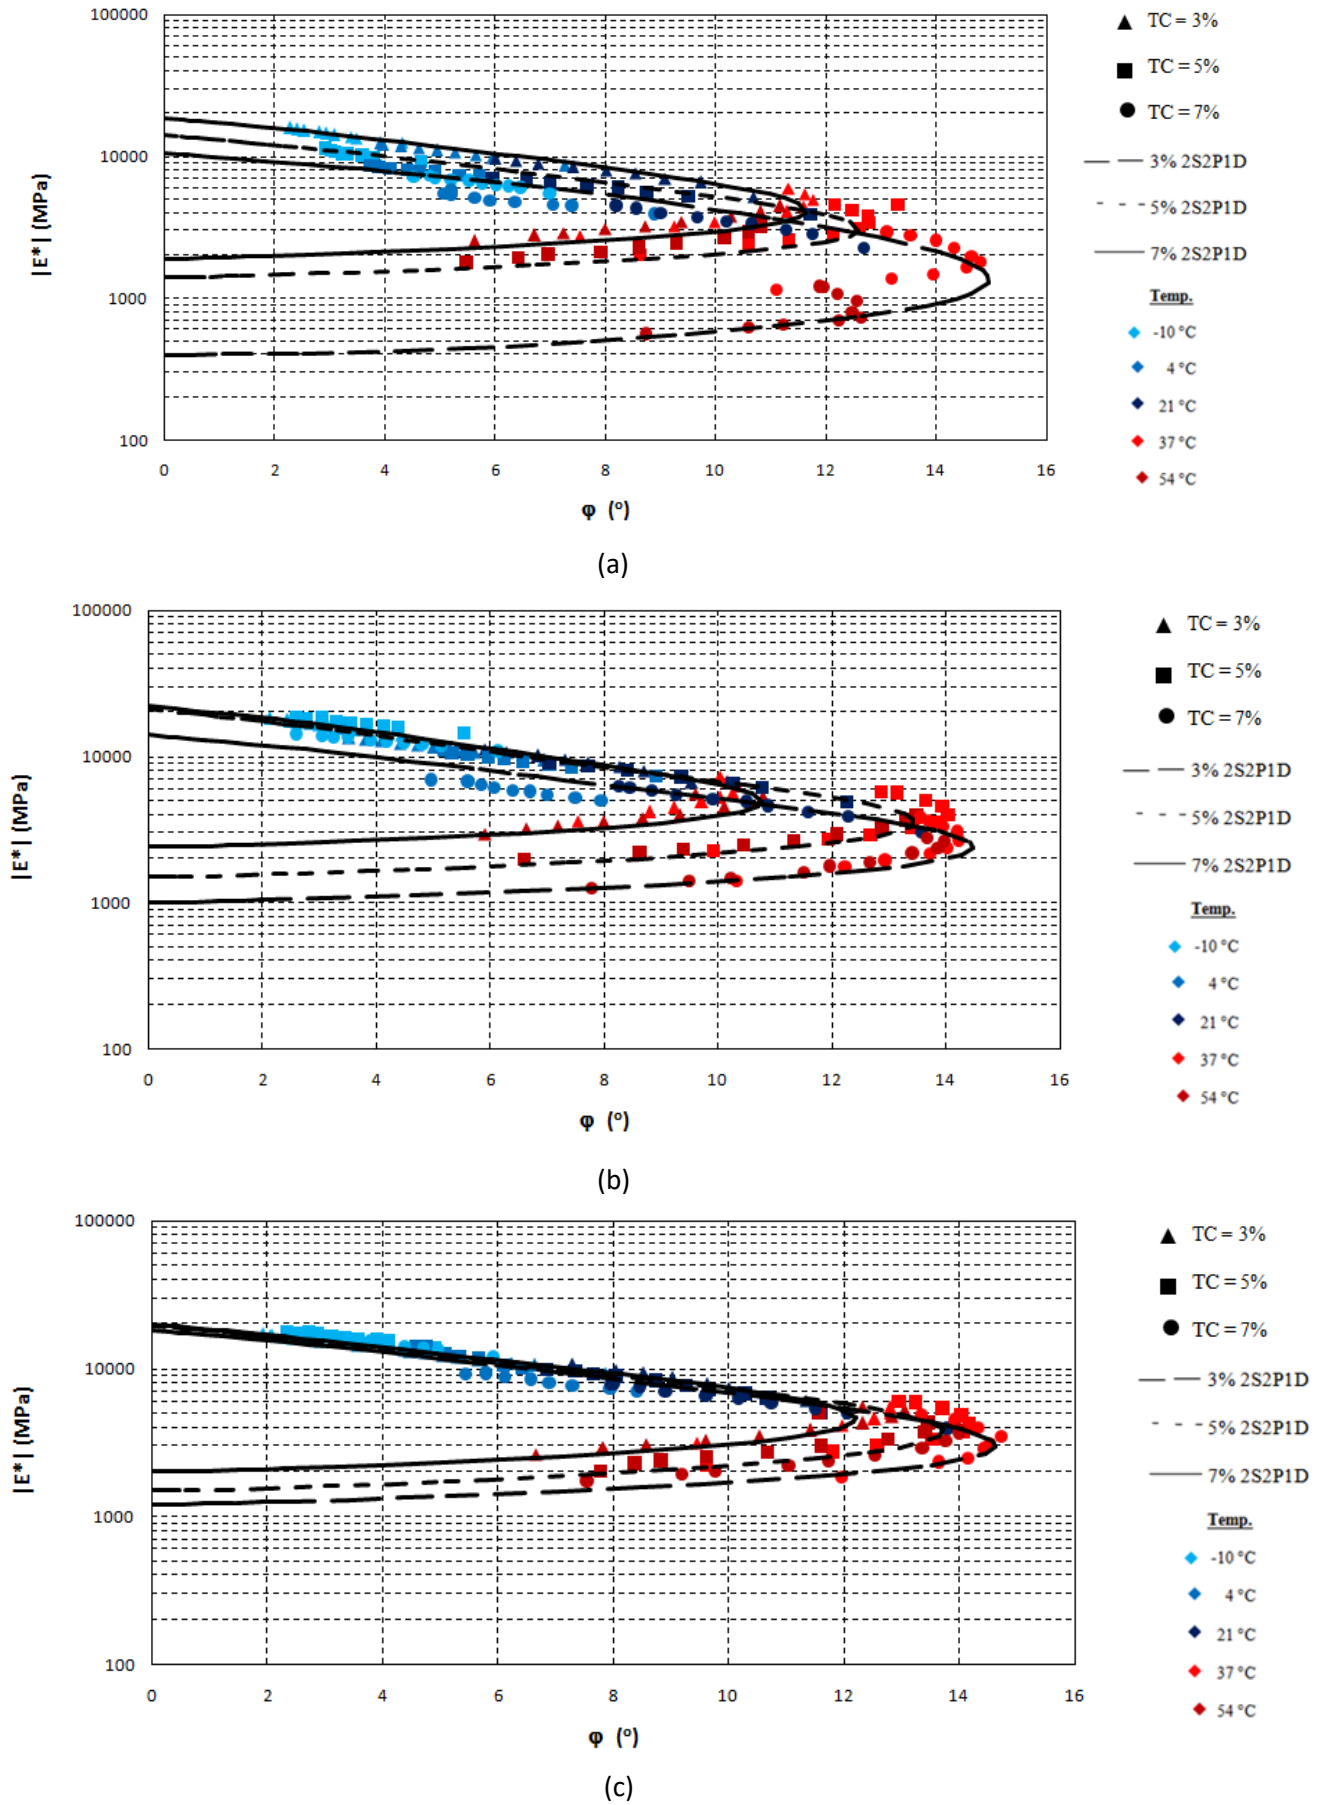 100000
10000
1000
100
|E*| (MPa)
0 2 4 6 8 10 12 14 16
φ (°)
TC = 3%
TC = 5%
TC = 7%
3% 2S2P1D
5% 2S2P1D
7% 2S2P1D
Temp.
-10 °C
4 °C
21 °C
37 °C
54 °C
(a)
100000
10000
1000
100
|E*| (MPa)
0 2 4 6 8 10 12 14 16
φ (°)
TC = 3%
TC = 5%
TC = 7%
3% 2S2P1D
5% 2S2P1D
7% 2S2P1D
Temp.
-10 °C
4 °C
21 °C
37 °C
54 °C
(b)
100000
10000
1000
100
|E*| (MPa)
0 2 4 6 8 10 12 14 16
φ (°)
TC = 3%
TC = 5%
TC = 7%
3% 2S2P1D
5% 2S2P1D
7% 2S2P1D
Temp.
-10 °C
4 °C
21 °C
37 °C
54 °C
(c)